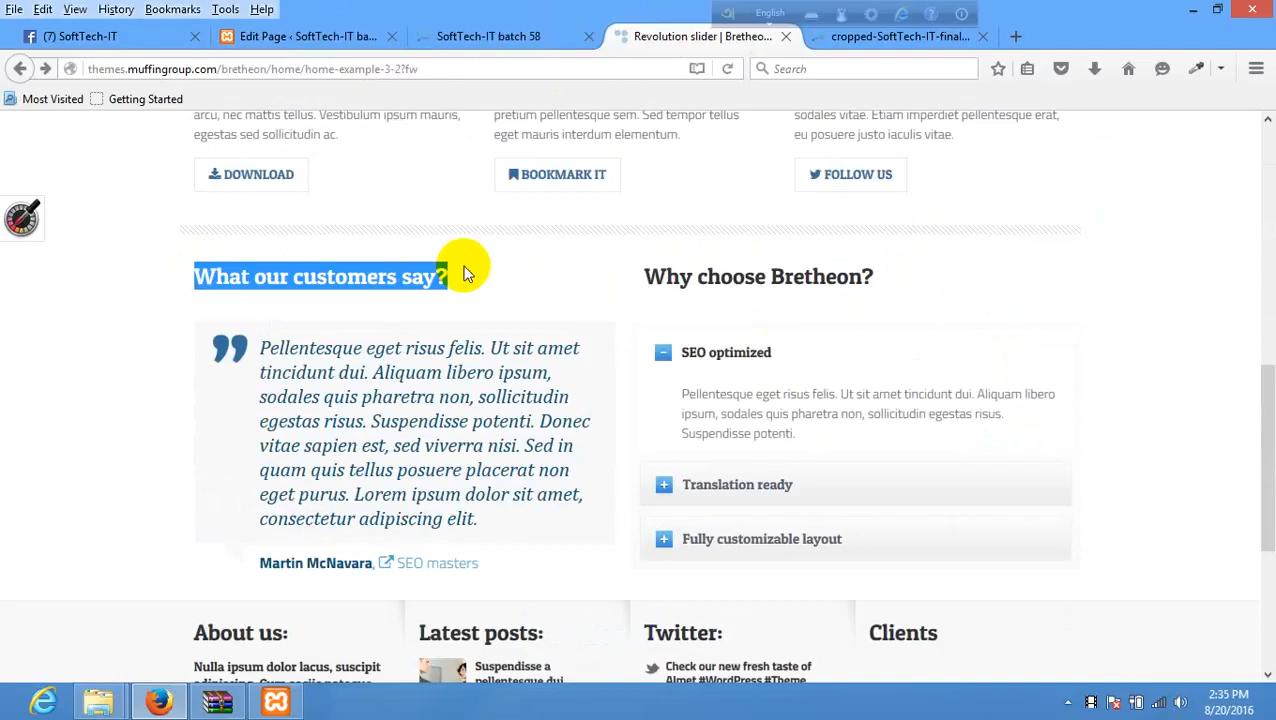 File Edit View History Bookmarks Tools Help
English
(7) SoftTech-IT
Edit Page ‹ SoftTech-IT ba...
SoftTech-IT batch 58
Revolution slider | Bretheo...
cropped-SoftTech-IT-final...
themes.muffingroup.com/bretheon/home/home-example-3-2?fw
Search
Most Visited
Getting Started
arcu, nec mattis tellus. Vestibulum ipsum mauris,
egestas sed sollicitudin ac.
pretium pellentesque sem. Sed tempor tellus
eget mauris interdum elementum.
sodales vitae. Etiam imperdiet pellentesque erat,
eu posuere justo iaculis vitae.
DOWNLOAD
BOOKMARK IT
FOLLOW US
What our customers say?
Why choose Bretheon?
Pellentesque eget risus felis. Ut sit amet
tincidunt dui. Aliquam libero ipsum,
sodales quis pharetra non, sollicitudin
egestas risus. Suspendisse potenti. Donec
vitae sapien est, sed viverra nisi. Sed in
quam quis tellus posuere placerat non
eget purus. Lorem ipsum dolor sit amet,
consectetur adipiscing elit.
Martin McNavara, SEO masters
SEO optimized
Pellentesque eget risus felis. Ut sit amet tincidunt dui. Aliquam libero
ipsum, sodales quis pharetra non, sollicitudin egestas risus.
Suspendisse potenti.
Translation ready
Fully customizable layout
About us:
Nulla ipsum dolor lacus, suscipit
Latest posts:
Suspendisse a
pellentesque dui
Twitter:
Check our new fresh taste of
Almet #WordPress #Theme
Clients
2:35 PM
8/20/2016